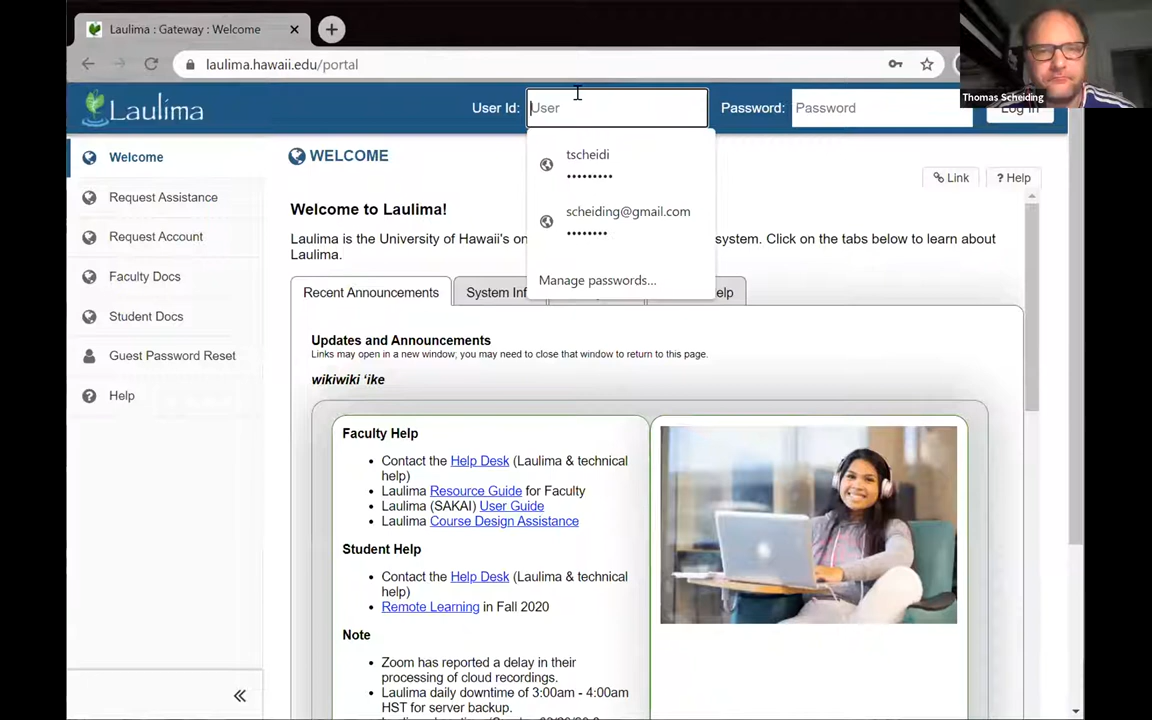 Laulima : Gateway : Welcome
laulima.hawaii.edu/portal
Thomas Scheiding
Laulima
User Id:
User
Password:
Password
Log In
tscheidi
•••••••••
scheiding@gmail.com
••••••••
Manage passwords...
Welcome
Request Assistance
Request Account
Faculty Docs
Student Docs
Guest Password Reset
Help
WELCOME
Link
? Help
Welcome to Laulima!
Laulima is the University of Hawaii's on system. Click on the tabs below to learn about
Laulima.
Recent Announcements
System Inf
elp
Updates and Announcements
Links may open in a new window; you may need to close that window to return to this page.
wikiwiki ‘ike
Faculty Help
Contact the Help Desk (Laulima & technical
help)
Laulima Resource Guide for Faculty
Laulima (SAKAI) User Guide
Laulima Course Design Assistance
Student Help
Contact the Help Desk (Laulima & technical
help)
Remote Learning in Fall 2020
Note
Zoom has reported a delay in their
processing of cloud recordings.
Laulima daily downtime of 3:00am - 4:00am
HST for server backup.